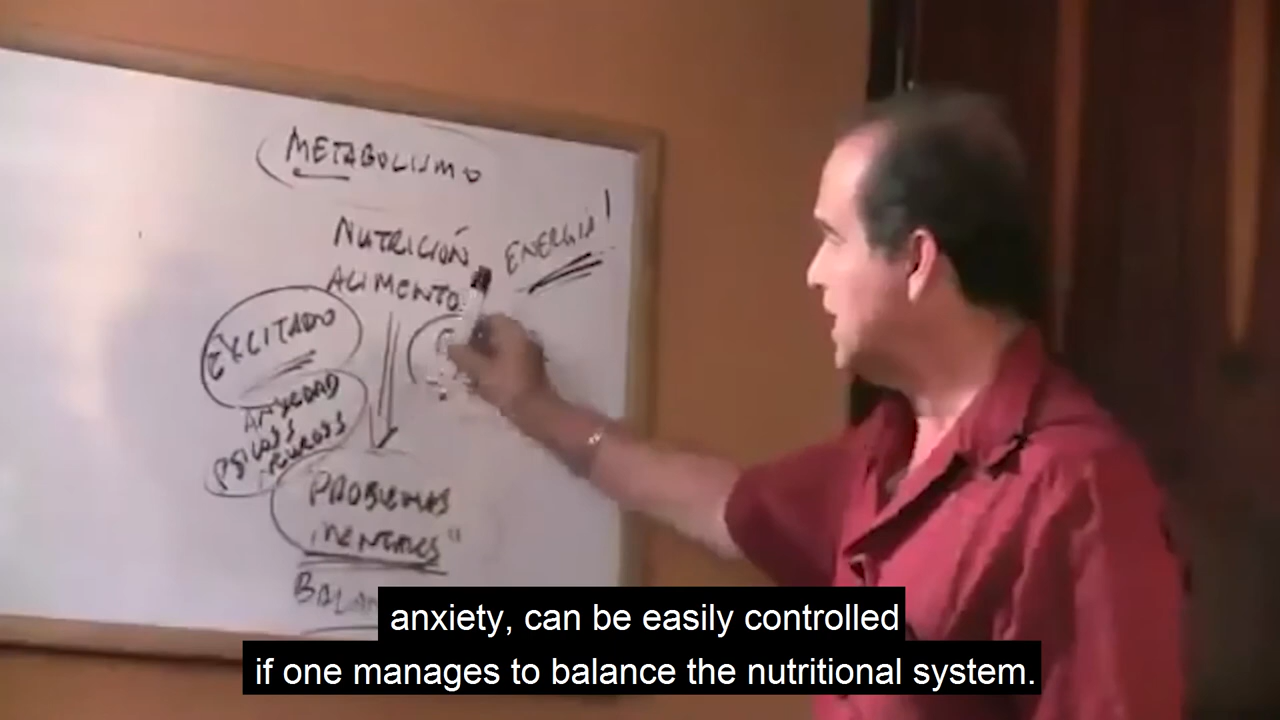 METABOLISMO
NUTRICIÓN
ENERGIA!
ALIMENTO
EXCITADO
ANSIEDAD
PROBLEMAS
MENTALES"
anxiety, can be easily controlled
if one manages to balance the nutritional system.